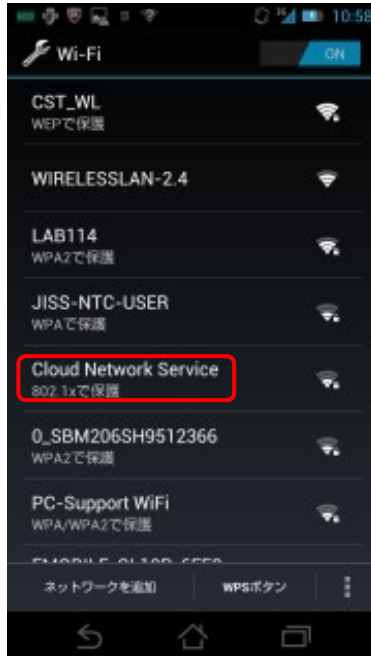 10:58
Wi-Fi
ON
CST_WL
WEPで保護
WIRELESSLAN-2.4
LAB114
WPA2で保護
JISS-NTC-USER
WPAで保護
Cloud Network Service
802.1xで保護
0_SBM206SH9512366
WPA2で保護
PC-Support WiFi
WPA/WPA2で保護
ネットワークを追加
WPSボタン